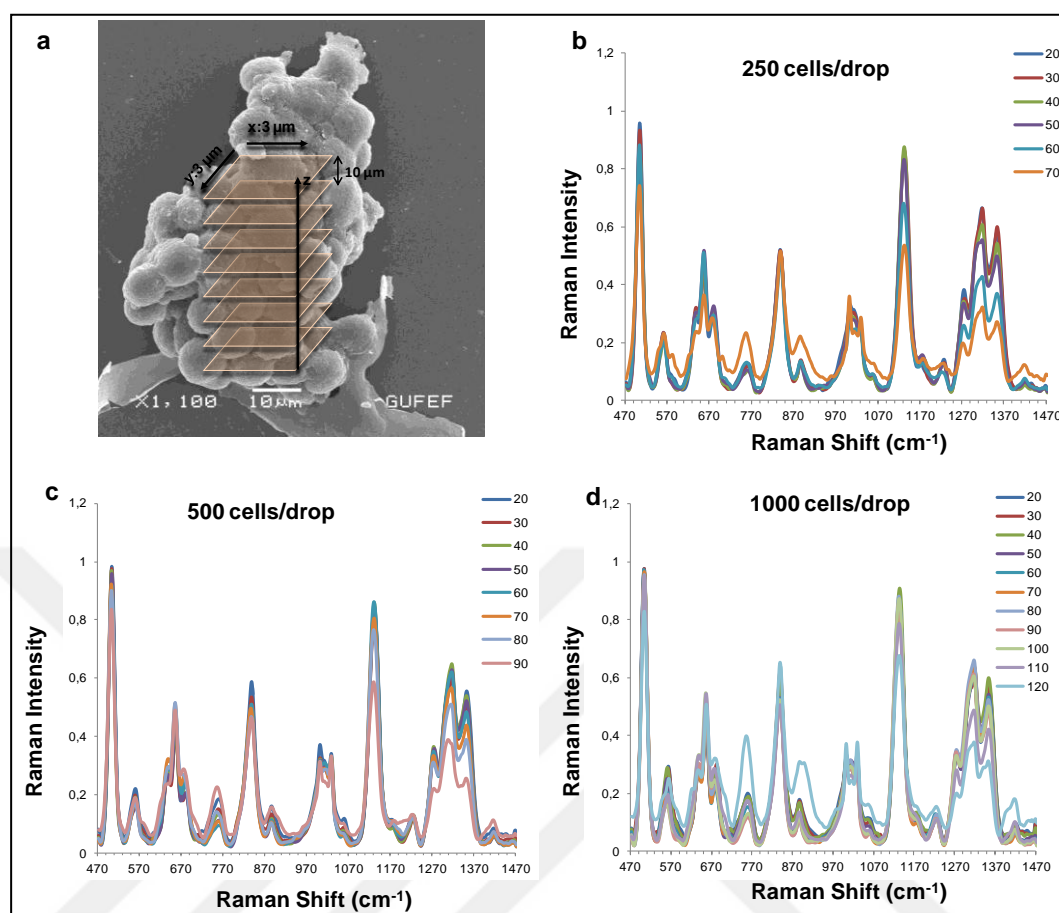 a
x:3 µm
y:3 µm
10 µm
z
X1,100 10µm GUFEF
b
250 cells/drop
1,2
1
0,8
0,6
0,4
0,2
0
Raman Intensity
470 570 670 770 870 970 1070 1170 1270 1370 1470
Raman Shift (cm⁻¹)
20
30
40
50
60
70
c
500 cells/drop
1,2
1
0,8
0,6
0,4
0,2
0
Raman Intensity
470 570 670 770 870 970 1070 1170 1270 1370 1470
Raman Shift (cm⁻¹)
20
30
40
50
60
70
80
90
d
1000 cells/drop
1,2
1
0,8
0,6
0,4
0,2
0
Raman Intensity
470 570 670 770 870 970 1070 1170 1270 1370 1470
Raman Shift (cm⁻¹)
20
30
40
50
60
70
80
90
100
110
120